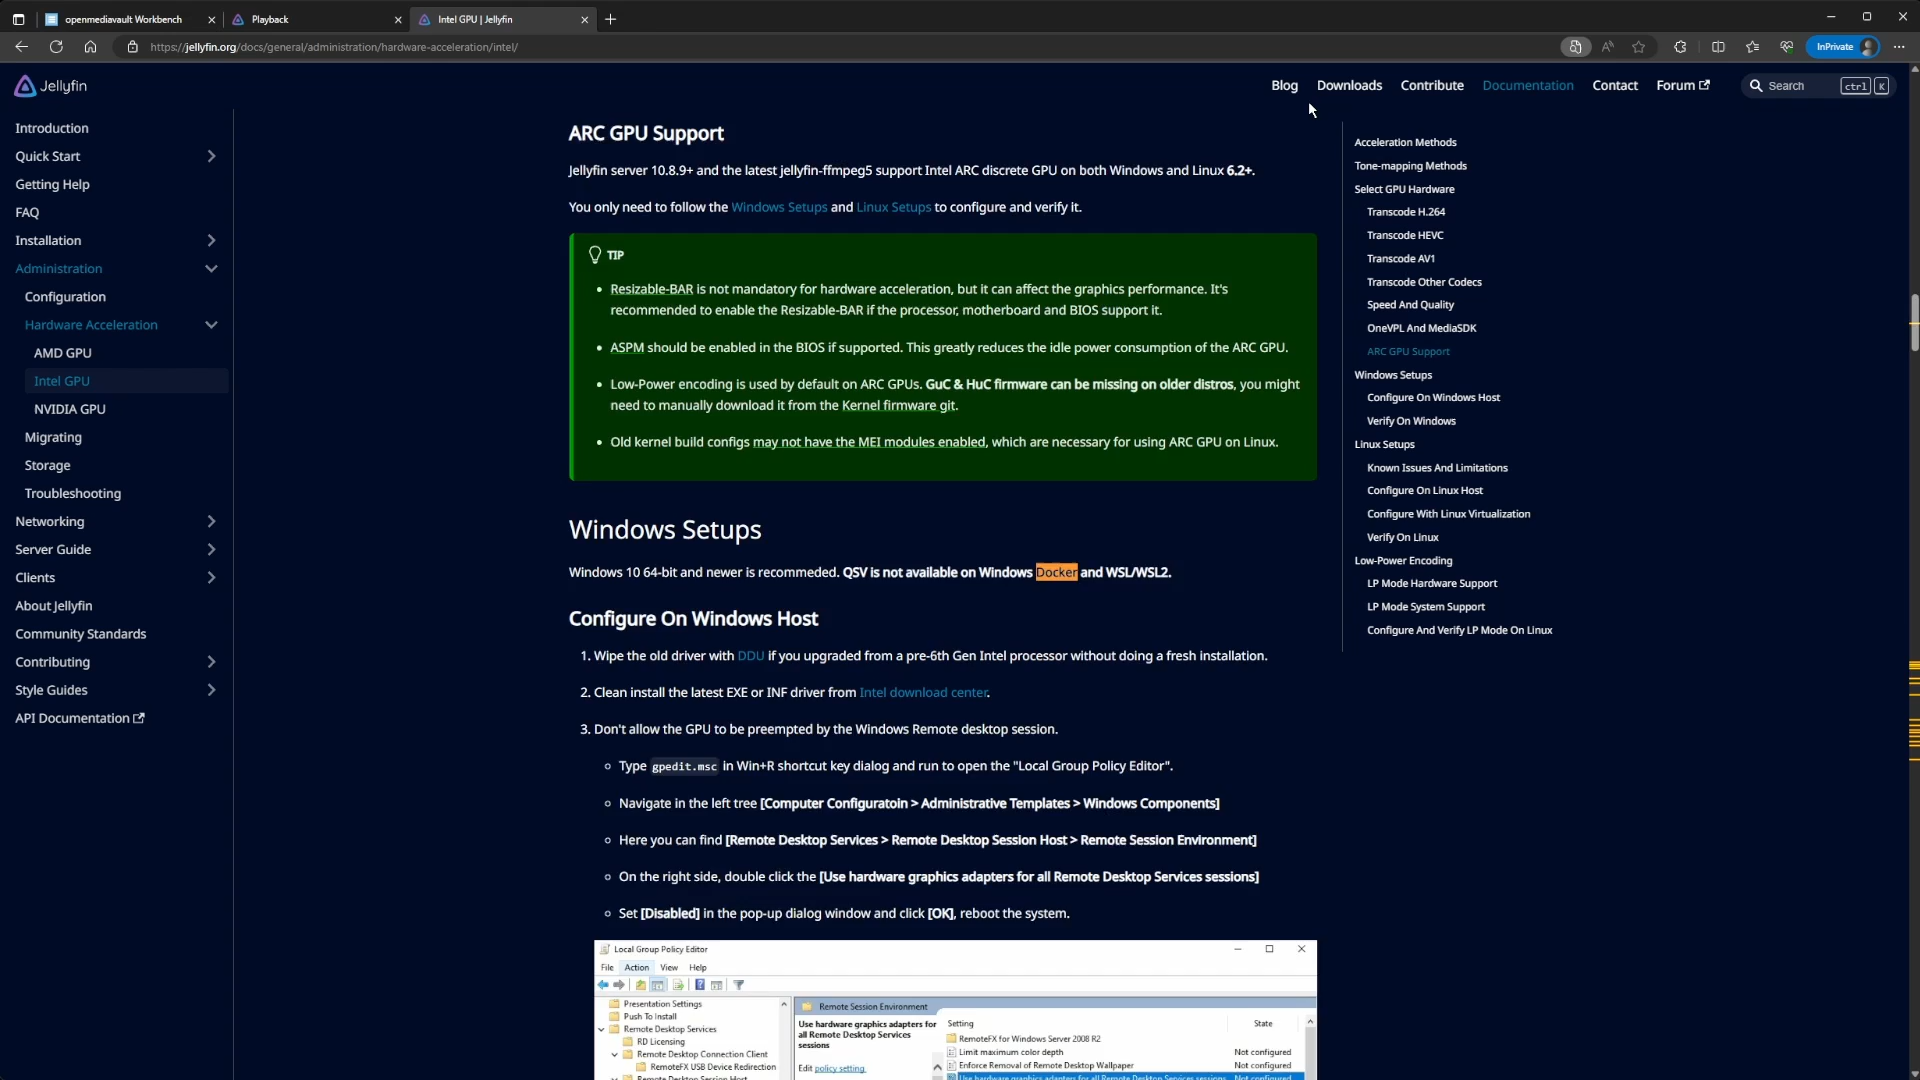 openmediavault Workbench
Playback
Intel GPU | Jellyfin
https://jellyfin.org/docs/general/administration/hardware-acceleration/intel/
InPrivate
Jellyfin
Blog
Downloads
Contribute
Documentation
Contact
Forum
Search
ctrl K
Introduction
Quick Start
Getting Help
FAQ
Installation
Administration
Configuration
Hardware Acceleration
AMD GPU
Intel GPU
NVIDIA GPU
Migrating
Storage
Troubleshooting
Networking
Server Guide
Clients
About Jellyfin
Community Standards
Contributing
Style Guides
API Documentation
ARC GPU Support
Jellyfin server 10.8.9+ and the latest jellyfin-ffmpeg5 support Intel ARC discrete GPU on both Windows and Linux 6.2+.
You only need to follow the Windows Setups and Linux Setups to configure and verify it.
TIP
• Resizable-BAR is not mandatory for hardware acceleration, but it can affect the graphics performance. It's
recommended to enable the Resizable-BAR if the processor, motherboard and BIOS support it.
• ASPM should be enabled in the BIOS if supported. This greatly reduces the idle power consumption of the ARC GPU.
• Low-Power encoding is used by default on ARC GPUs. GuC & HuC firmware can be missing on older distros, you might
need to manually download it from the Kernel firmware git.
• Old kernel build configs may not have the MEI modules enabled, which are necessary for using ARC GPU on Linux.
Windows Setups
Windows 10 64-bit and newer is recommeded. QSV is not available on Windows Docker and WSL/WSL2.
Configure On Windows Host
1. Wipe the old driver with DDU if you upgraded from a pre-6th Gen Intel processor without doing a fresh installation.
2. Clean install the latest EXE or INF driver from Intel download center.
3. Don't allow the GPU to be preempted by the Windows Remote desktop session.
Type gpedit.msc in Win+R shortcut key dialog and run to open the "Local Group Policy Editor".
Navigate in the left tree [Computer Configuratoin > Administrative Templates > Windows Components]
Here you can find [Remote Desktop Services > Remote Desktop Session Host > Remote Session Environment]
On the right side, double click the [Use hardware graphics adapters for all Remote Desktop Services sessions]
Set [Disabled] in the pop-up dialog window and click [OK], reboot the system.
Local Group Policy Editor
File Action View Help
Presentation Settings
Push To Install
Remote Desktop Services
RD Licensing
Remote Desktop Connection Client
RemoteFX USB Device Redirection
Remote Desktop Session Host
Remote Session Environment
Use hardware graphics adapters for
all Remote Desktop Services
sessions
Edit policy setting.
Setting State
RemoteFX for Windows Server 2008 R2
Limit maximum color depth Not configured
Enforce Removal of Remote Desktop Wallpaper Not configured
Use hardware graphics adapters for all Remote Desktop Services sessions Not configured
Acceleration Methods
Tone-mapping Methods
Select GPU Hardware
Transcode H.264
Transcode HEVC
Transcode AV1
Transcode Other Codecs
Speed And Quality
OneVPL And MediaSDK
ARC GPU Support
Windows Setups
Configure On Windows Host
Verify On Windows
Linux Setups
Known Issues And Limitations
Configure On Linux Host
Configure With Linux Virtualization
Verify On Linux
Low-Power Encoding
LP Mode Hardware Support
LP Mode System Support
Configure And Verify LP Mode On Linux